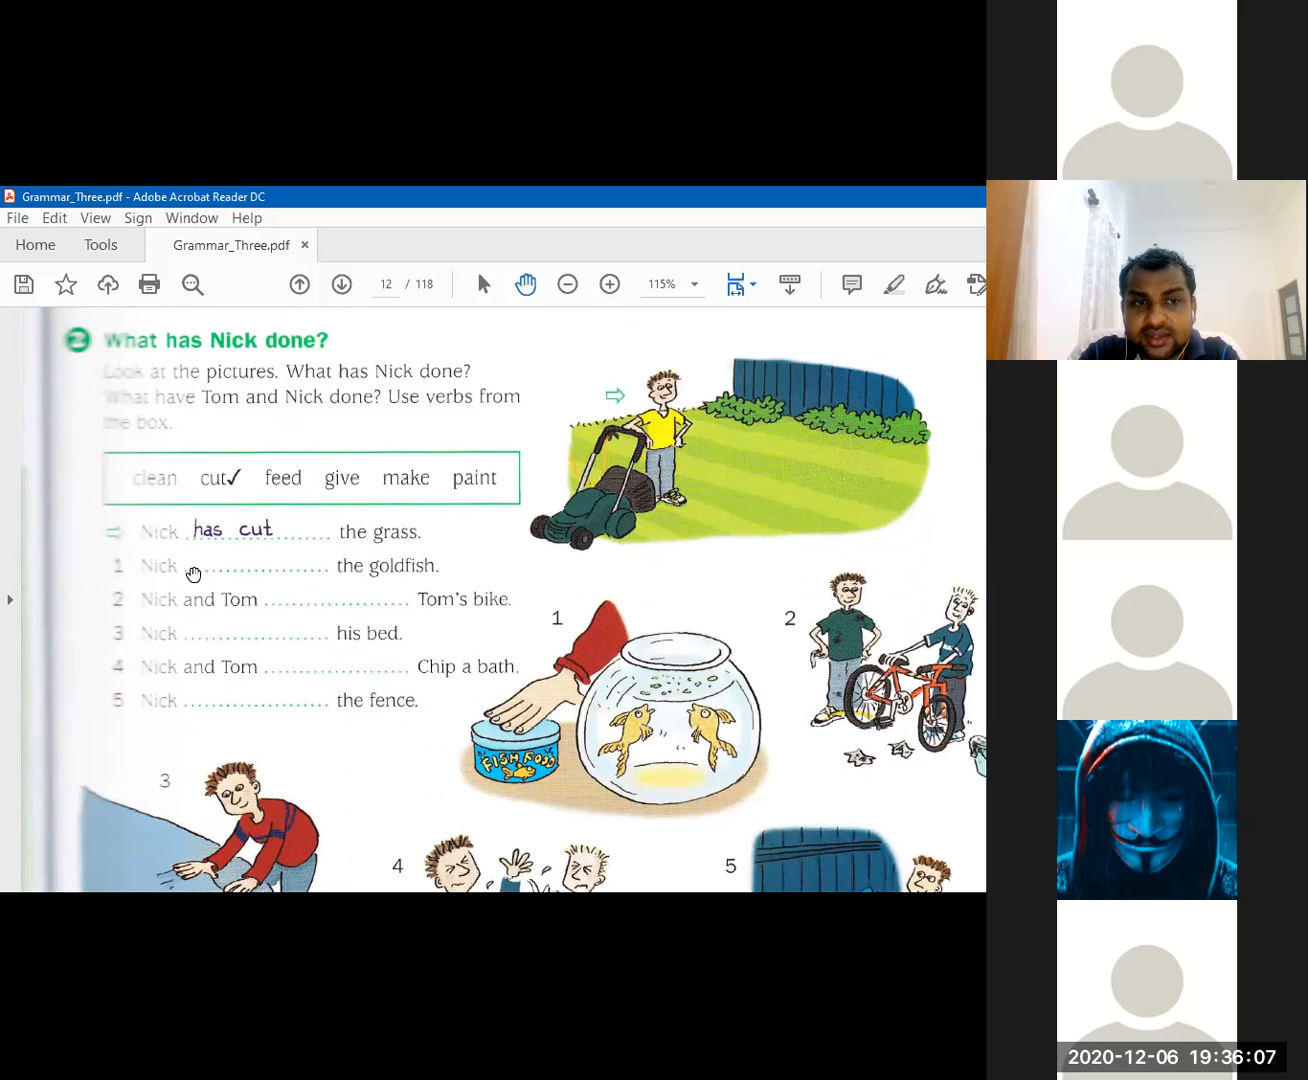 Grammar_Three.pdf - Adobe Acrobat Reader DC
File Edit View Sign Window Help
Home Tools Grammar_Three.pdf ×
12 / 118 115%
2 What has Nick done?
Look at the pictures. What has Nick done?
What have Tom and Nick done? Use verbs from
the box.
clean cut✓ feed give make paint
⇨ Nick has cut the grass.
1 Nick .......................... the goldfish.
2 Nick and Tom .......................... Tom's bike.
3 Nick .......................... his bed.
4 Nick and Tom .......................... Chip a bath.
5 Nick .......................... the fence.
1
2
FISH FOOD
3
4
5
2020-12-06 19:36:07